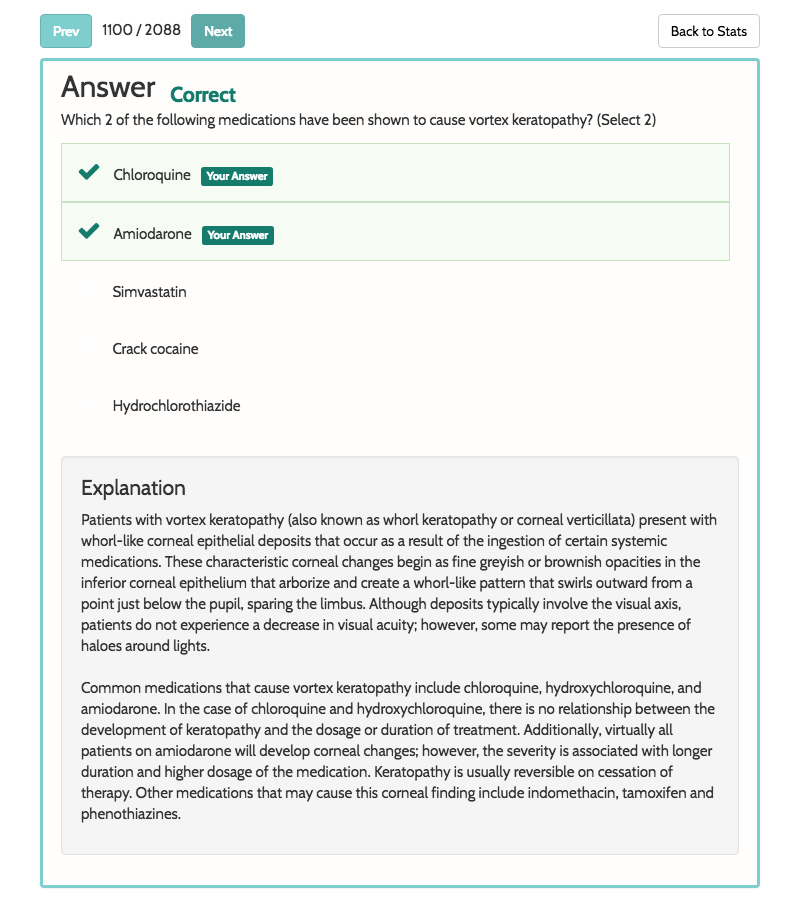 Prev 1100 / 2088 Next Back to Stats
Answer Correct
Which 2 of the following medications have been shown to cause vortex keratopathy? (Select 2)
Chloroquine Your Answer
Amiodarone Your Answer
Simvastatin
Crack cocaine
Hydrochlorothiazide
Explanation
Patients with vortex keratopathy (also known as whorl keratopathy or corneal verticillata) present with
whorl-like corneal epithelial deposits that occur as a result of the ingestion of certain systemic
medications. These characteristic corneal changes begin as fine greyish or brownish opacities in the
inferior corneal epithelium that arborize and create a whorl-like pattern that swirls outward from a
point just below the pupil, sparing the limbus. Although deposits typically involve the visual axis,
patients do not experience a decrease in visual acuity; however, some may report the presence of
haloes around lights.
Common medications that cause vortex keratopathy include chloroquine, hydroxychloroquine, and
amiodarone. In the case of chloroquine and hydroxychloroquine, there is no relationship between the
development of keratopathy and the dosage or duration of treatment. Additionally, virtually all
patients on amiodarone will develop corneal changes; however, the severity is associated with longer
duration and higher dosage of the medication. Keratopathy is usually reversible on cessation of
therapy. Other medications that may cause this corneal finding include indomethacin, tamoxifen and
phenothiazines.